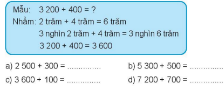 Mẫu: 3 200 + 400 = ?
Nhẩm: 2 trăm + 4 trăm = 6 trăm
3 nghìn 2 trăm + 4 trăm = 3 nghìn 6 trăm
3 200 + 400 = 3 600
a) 2 500 + 300 = ............... b) 5 300 + 500 = ...............
c) 3 600 + 100 = ............... d) 7 200 + 700 = ...............